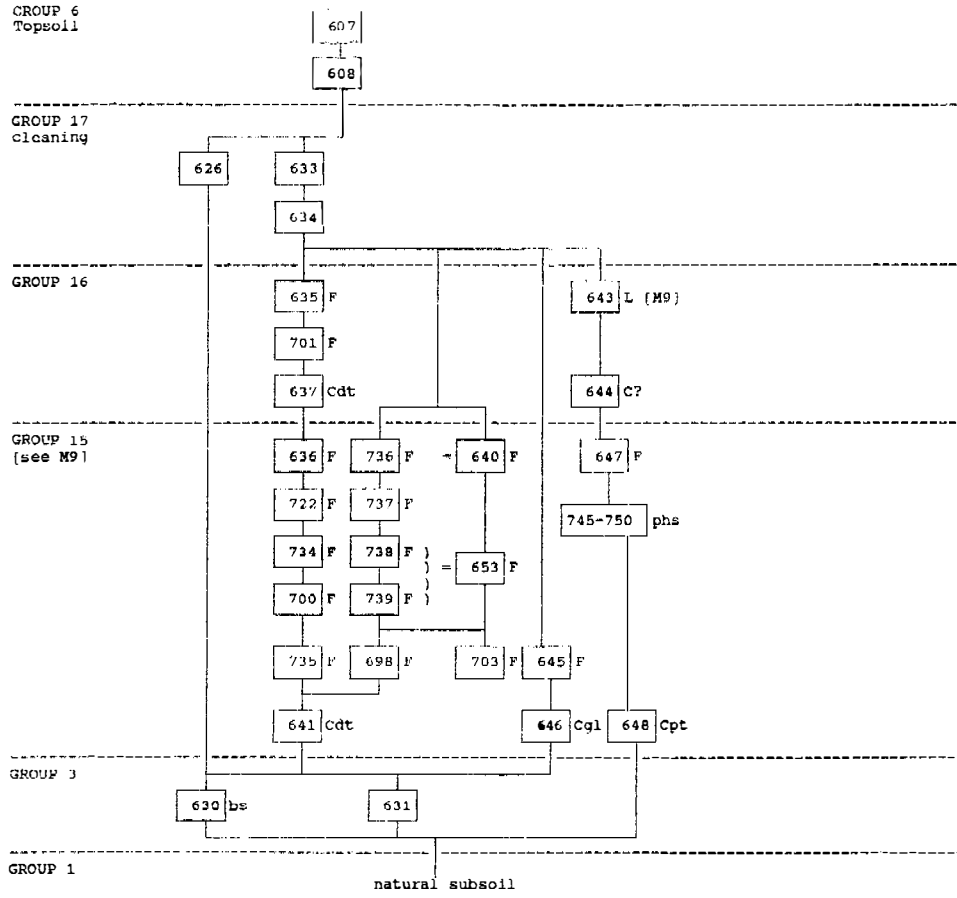 GROUP 6
Topsoil
607
608
GROUP 17
cleaning
626
633
634
GROUP 16
635 F
643 L [M9]
701 F
637 Cdt
644 C?
GROUP 15
[see M9]
636 F
736 F
= 640 F
647 F
722 F
737 F
745-750 phs
734 F
738 F )
) = 653 F
)
700 F
739 F )
735 F
698 F
703 F
645 F
641 Cdt
646 Cgl
648 Cpt
GROUP 3
630 bs
631
GROUP 1
natural subsoil